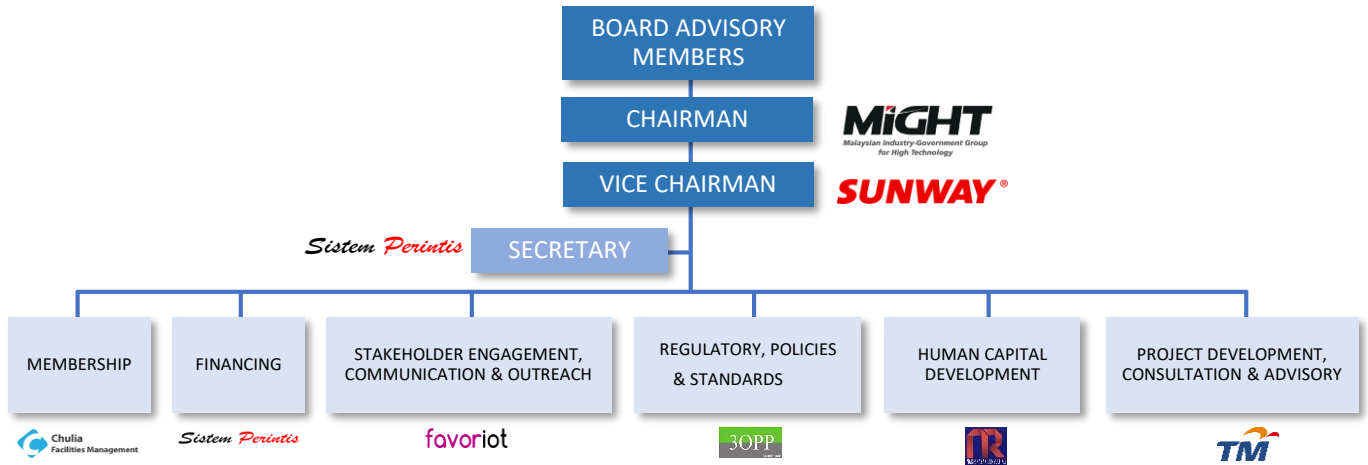 BOARD ADVISORY
MEMBERS
CHAIRMAN
MiGHT
Malaysian Industry-Government Group
for High Technology
VICE CHAIRMAN
SUNWAY®
Sistem Perintis
SECRETARY
MEMBERSHIP
FINANCING
STAKEHOLDER ENGAGEMENT,
COMMUNICATION & OUTREACH
REGULATORY, POLICIES
& STANDARDS
HUMAN CAPITAL
DEVELOPMENT
PROJECT DEVELOPMENT,
CONSULTATION & ADVISORY
Chulia
Facilities Management
Sistem Perintis
favoriot
3OPP
TM